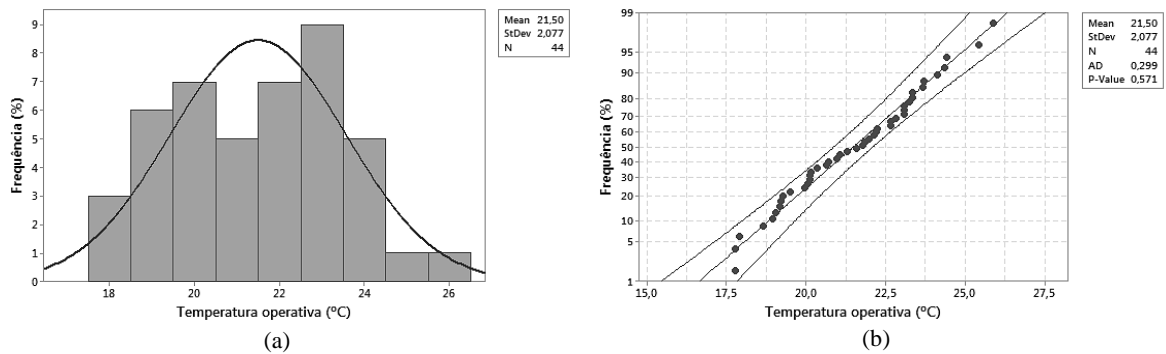 Mean 21,50
StDev 2,077
N 44
Frequência (%)
9%
8%
7%
6%
5%
4%
3%
2%
1%
0%
18 20 22 24 26
Temperatura operativa (ºC)
(a)
Mean 21,50
StDev 2,077
N 44
AD 0,299
P-Value 0,571
Frequência (%)
99
95
90
80
70
60
50
40
30
20
10
5
1
15,0 17,5 20,0 22,5 25,0 27,5
Temperatura operativa (ºC)
(b)